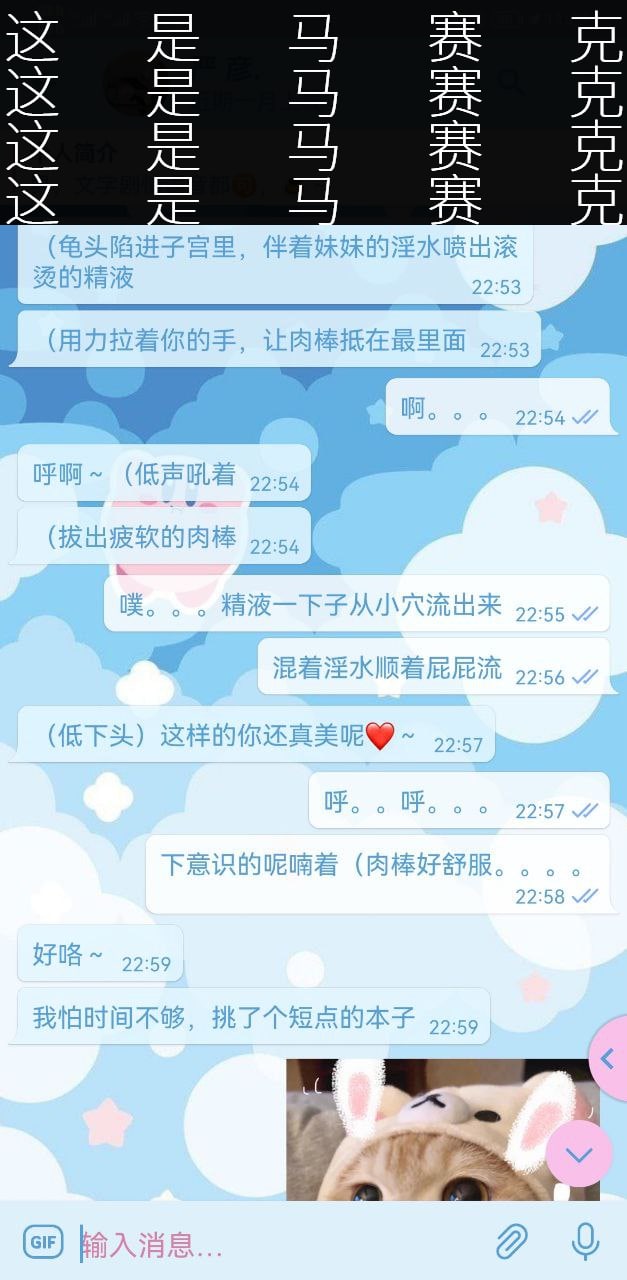 这 是 马 赛 克
这 是 马 赛 克
这 是 马 赛 克
这 是 马 赛 克
（龟头陷进子宫里，伴着妹妹的淫水喷出滚
烫的精液 22:53
（用力拉着你的手，让肉棒抵在最里面 22:53
啊。。。 22:54
呼啊～（低声吼着 22:54
（拔出疲软的肉棒 22:54
噗。。。精液一下子从小穴流出来 22:55
混着淫水顺着屁屁流 22:56
（低下头）这样的你还真美呢❤️～ 22:57
呼。。呼。。。 22:57
下意识的呢喃着（肉棒好舒服。。。。
22:58
好咯～ 22:59
我怕时间不够，挑了个短点的本子 22:59
GIF 输入消息...